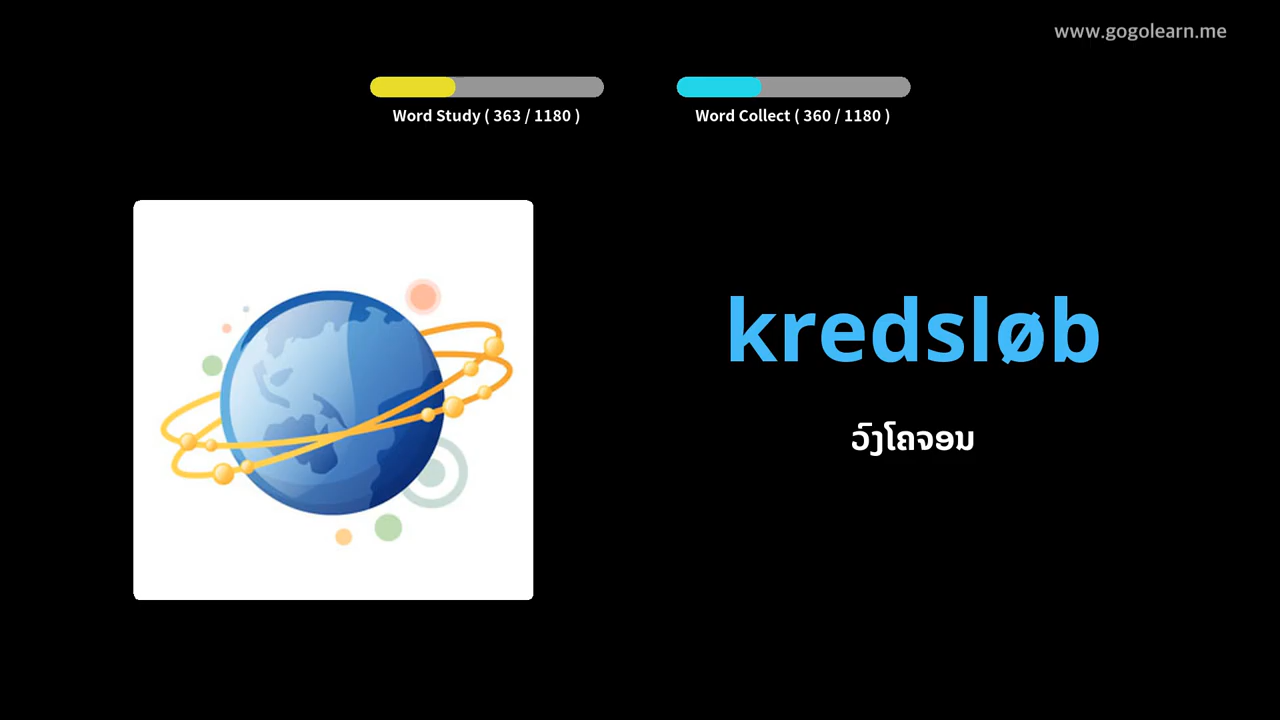 www.gogolearn.me
Word Study ( 363 / 1180 )
Word Collect ( 360 / 1180 )
kredsløb
ວົງໂຄຈອນ